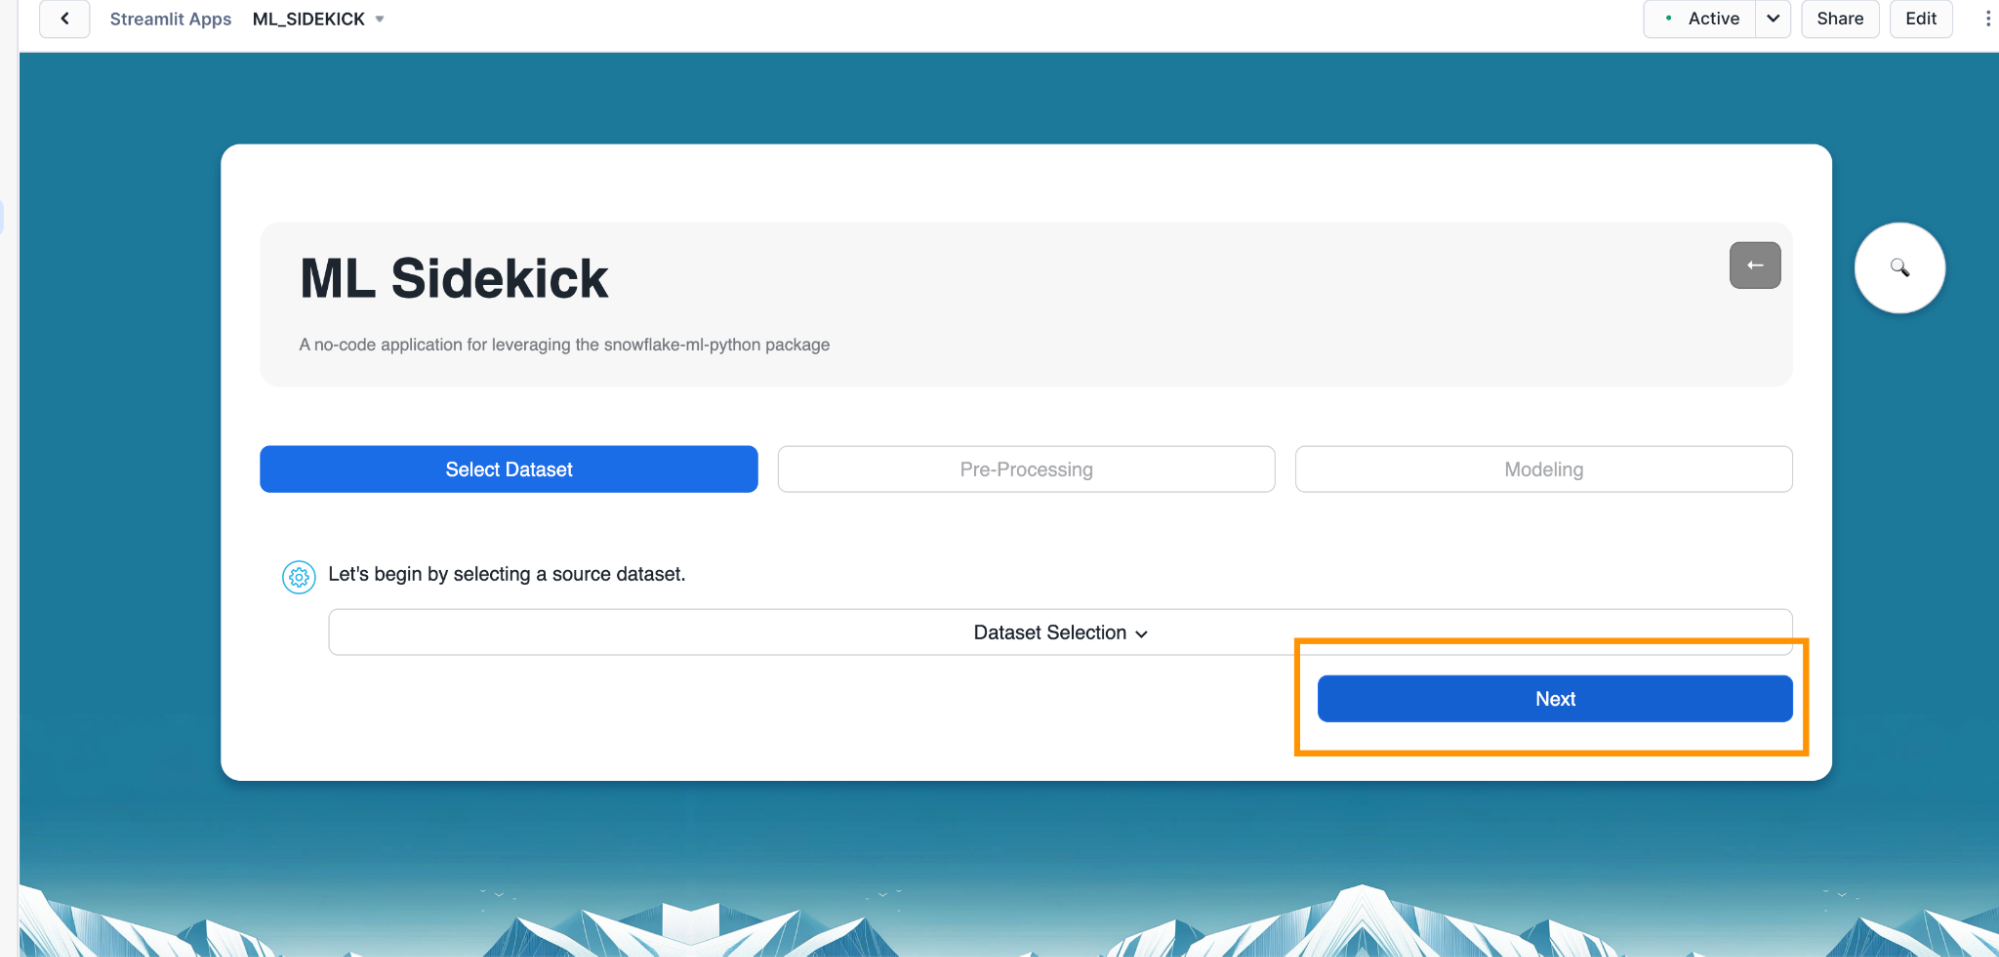 Streamlit Apps ML_SIDEKICK
Active
Share
Edit
ML Sidekick
A no-code application for leveraging the snowflake-ml-python package
Select Dataset
Pre-Processing
Modeling
Let's begin by selecting a source dataset.
Dataset Selection
Next